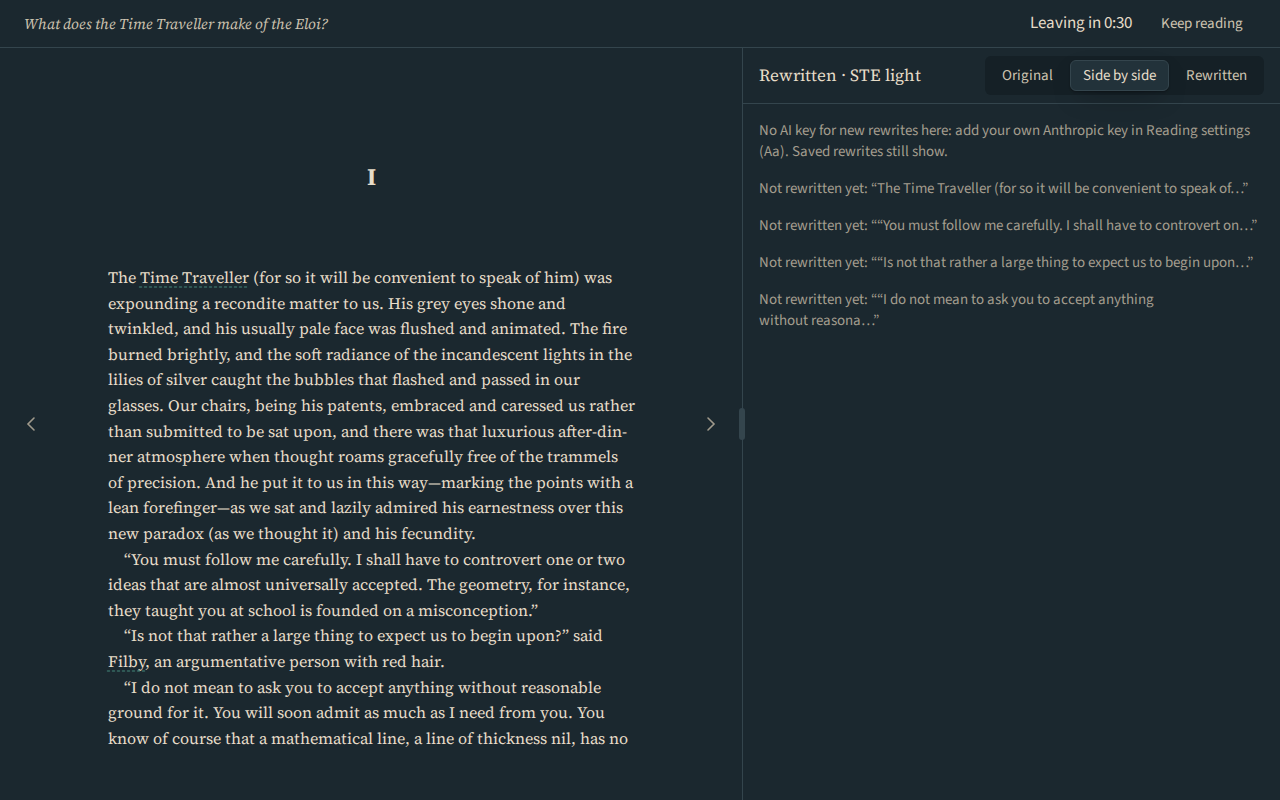 What does the Time Traveller make of the Eloi?
Leaving in 0:30
Keep reading
I
The Time Traveller (for so it will be convenient to speak of him) was
expounding a recondite matter to us. His grey eyes shone and
twinkled, and his usually pale face was flushed and animated. The fire
burned brightly, and the soft radiance of the incandescent lights in the
lilies of silver caught the bubbles that flashed and passed in our
glasses. Our chairs, being his patents, embraced and caressed us rather
than submitted to be sat upon, and there was that luxurious after-din-
ner atmosphere when thought roams gracefully free of the trammels
of precision. And he put it to us in this way—marking the points with a
lean forefinger—as we sat and lazily admired his earnestness over this
new paradox (as we thought it) and his fecundity.
“You must follow me carefully. I shall have to controvert one or two
ideas that are almost universally accepted. The geometry, for instance,
they taught you at school is founded on a misconception.”
“Is not that rather a large thing to expect us to begin upon?” said
Filby, an argumentative person with red hair.
“I do not mean to ask you to accept anything without reasonable
ground for it. You will soon admit as much as I need from you. You
know of course that a mathematical line, a line of thickness nil, has no
Rewritten · STE light
Original
Side by side
Rewritten
No AI key for new rewrites here: add your own Anthropic key in Reading settings
(Aa). Saved rewrites still show.
Not rewritten yet: “The Time Traveller (for so it will be convenient to speak of…”
Not rewritten yet: ““You must follow me carefully. I shall have to controvert on…”
Not rewritten yet: ““Is not that rather a large thing to expect us to begin upon…”
Not rewritten yet: ““I do not mean to ask you to accept anything
without reasona…”